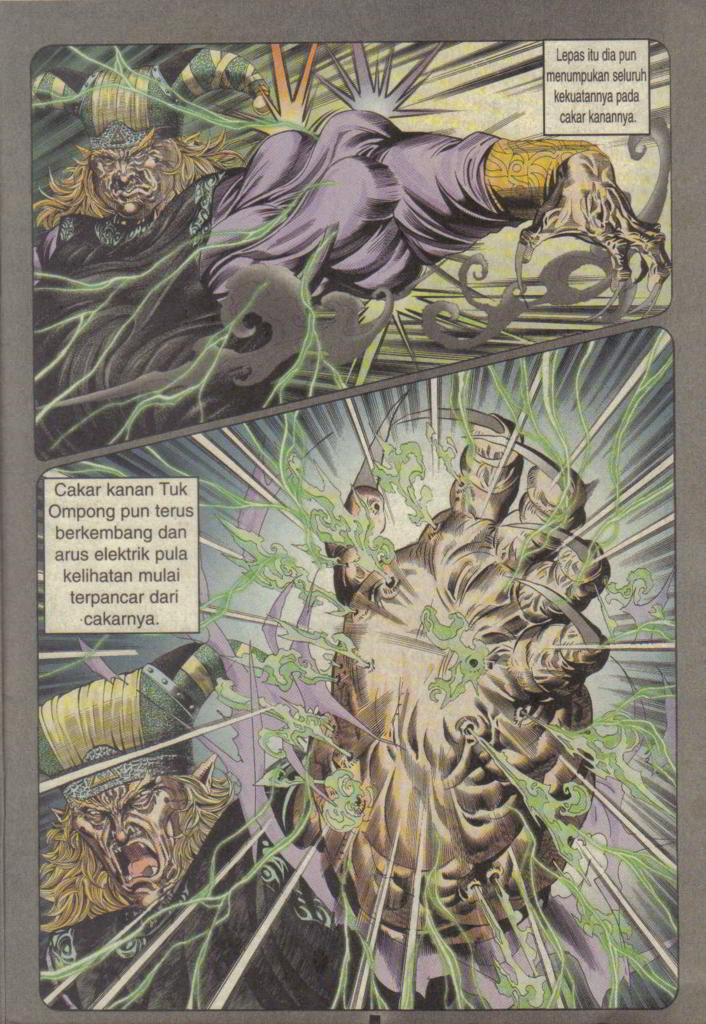 Lepas itu dia pun
menumpukan seluruh
kekuatannya pada
cakar kanannya.
Cakar kanan Tuk
Ompong pun terus
berkembang dan
arus elektrik pula
kelihatan mulai
terpancar dari
cakarnya.